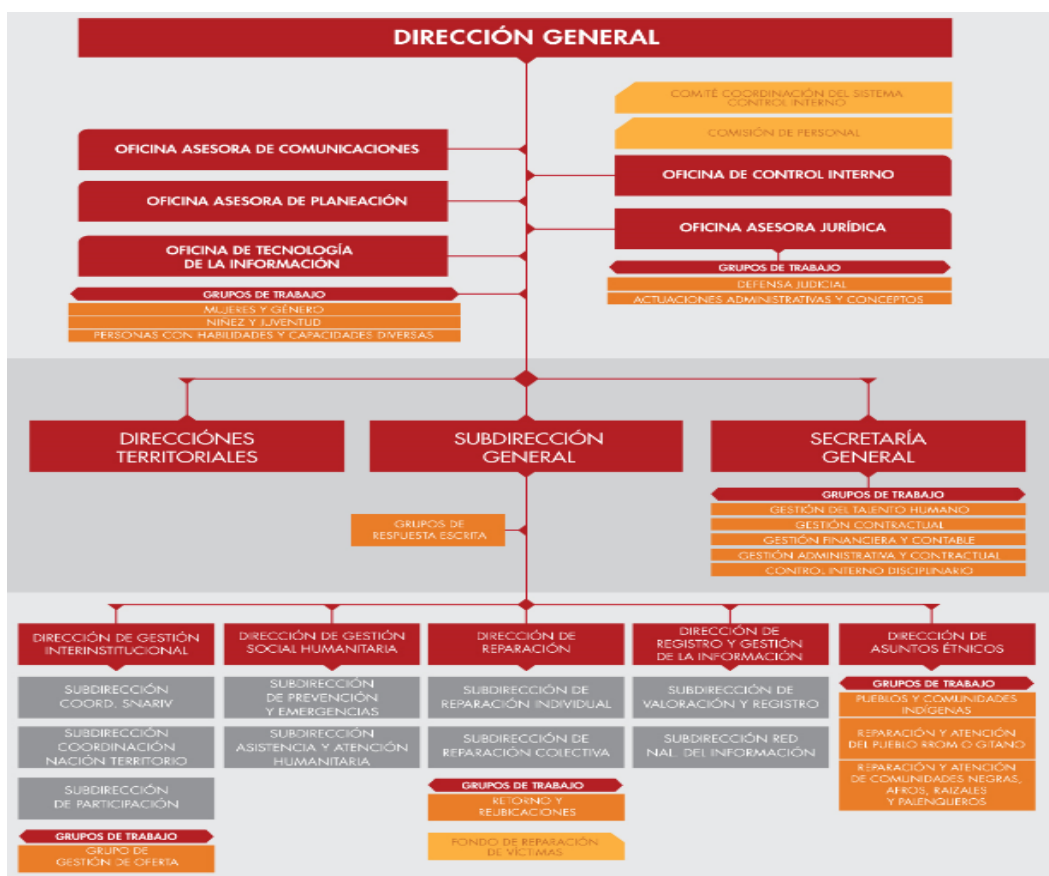 DIRECCIÓN GENERAL
COMITÉ COORDINACIÓN DEL SISTEMA
CONTROL INTERNO
COMISIÓN DE PERSONAL
OFICINA ASESORA DE COMUNICACIONES
OFICINA DE CONTROL INTERNO
OFICINA ASESORA DE PLANEACIÓN
OFICINA ASESORA JURÍDICA
OFICINA DE TECNOLOGÍA
DE LA INFORMACIÓN
GRUPOS DE TRABAJO
DEFENSA JUDICIAL
ACTUACIONES ADMINISTRATIVAS Y CONCEPTOS
GRUPOS DE TRABAJO
MUJERES Y GÉNERO
NIÑEZ Y JUVENTUD
PERSONAS CON HABILIDADES Y CAPACIDADES DIVERSAS
DIRECCIÓNES
TERRITORIALES
SUBDIRECCIÓN
GENERAL
SECRETARÍA
GENERAL
GRUPOS DE
RESPUESTA ESCRITA
GRUPOS DE TRABAJO
GESTIÓN DEL TALENTO HUMANO
GESTIÓN CONTRACTUAL
GESTIÓN FINANCIERA Y CONTABLE
GESTIÓN ADMINISTRATIVA Y CONTRACTUAL
CONTROL INTERNO DISCIPLINARIO
DIRECCIÓN DE GESTIÓN
INTERINSTITUCIONAL
SUBDIRECCIÓN
COORD. SNARIV
SUBDIRECCIÓN
COORDINACIÓN
NACIÓN TERRITORIO
SUBDIRECCIÓN
DE PARTICIPACIÓN
GRUPOS DE TRABAJO
GRUPO DE
GESTIÓN DE OFERTA
DIRECCIÓN DE GESTIÓN
SOCIAL HUMANITARIA
SUBDIRECCIÓN
DE PREVENCIÓN
Y EMERGENCIAS
SUBDIRECCIÓN
ASISTENCIA Y ATENCIÓN
HUMANITARIA
DIRECCIÓN DE
REPARACIÓN
SUBDIRECCIÓN DE
REPARACIÓN INDIVIDUAL
SUBDIRECCIÓN DE
REPARACIÓN COLECTIVA
GRUPOS DE TRABAJO
RETORNO Y
REUBICACIONES
FONDO DE REPARACIÓN
DE VÍCTIMAS
DIRECCIÓN DE
REGISTRO Y GESTIÓN
DE LA INFORMACIÓN
SUBDIRECCIÓN DE
VALORACIÓN Y REGISTRO
SUBDIRECCIÓN RED
NAL. DEL INFORMACIÓN
DIRECCIÓN DE
ASUNTOS ÉTNICOS
GRUPOS DE TRABAJO
PUEBLOS Y COMUNIDADES
INDÍGENAS
REPARACIÓN Y ATENCIÓN
DEL PUEBLO RROM O GITANO
REPARACIÓN Y ATENCIÓN
DE COMUNIDADES NEGRAS,
AFROS, RAIZALES
Y PALENQUEROS